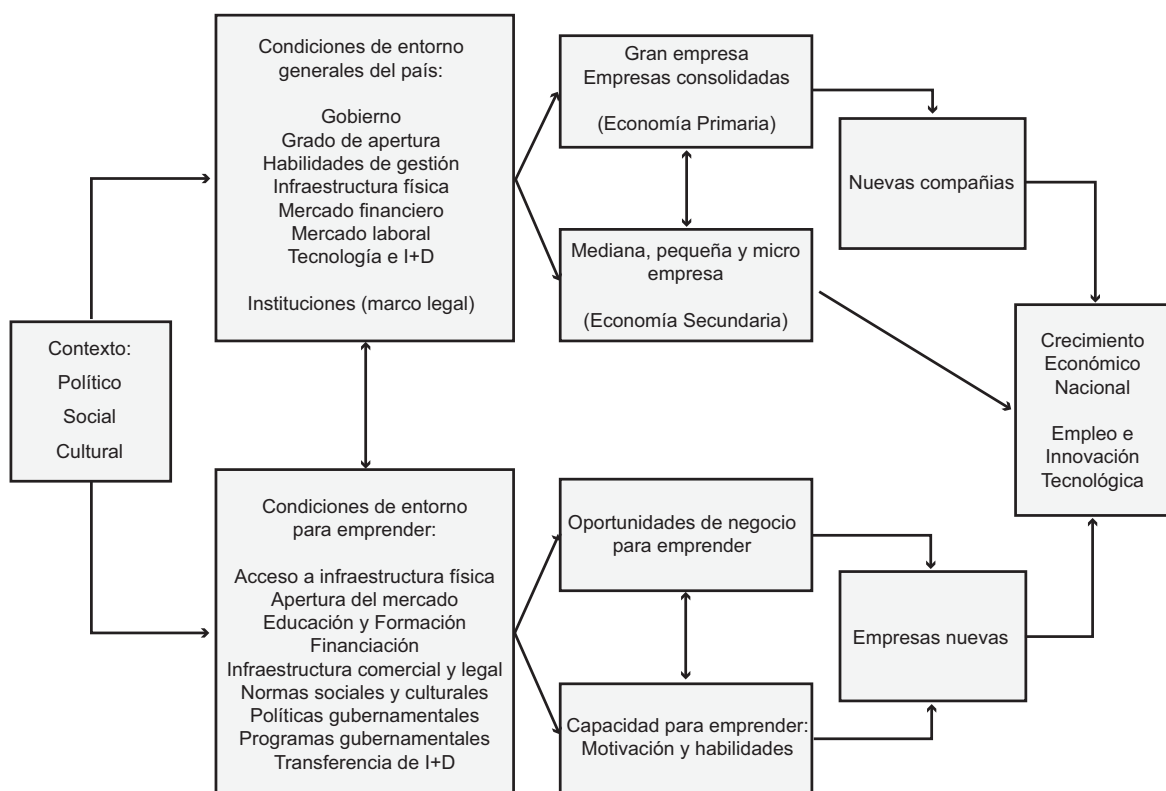 Contexto:
Político
Social
Cultural
Condiciones de entorno
generales del país:
Gobierno
Grado de apertura
Habilidades de gestión
Infraestructura física
Mercado financiero
Mercado laboral
Tecnología e I+D
Instituciones (marco legal)
Condiciones de entorno
para emprender:
Acceso a infraestructura física
Apertura del mercado
Educación y Formación
Financiación
Infraestructura comercial y legal
Normas sociales y culturales
Políticas gubernamentales
Programas gubernamentales
Transferencia de I+D
Gran empresa
Empresas consolidadas
(Economía Primaria)
Mediana, pequeña y micro
empresa
(Economía Secundaria)
Oportunidades de negocio
para emprender
Capacidad para emprender:
Motivación y habilidades
Nuevas compañias
Empresas nuevas
Crecimiento
Económico
Nacional
Empleo e
Innovación
Tecnológica